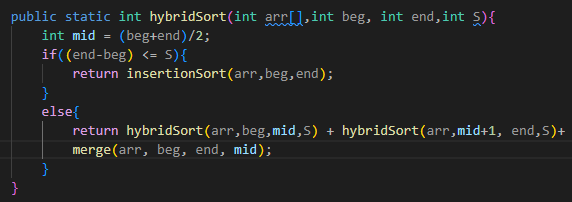 public static int hybridSort(int arr[],int beg, int end,int S){
    int mid = (beg+end)/2;
    if((end-beg) <= S){
        return insertionSort(arr,beg,end);
    }
    else{
        return hybridSort(arr,beg,mid,S) + hybridSort(arr,mid+1, end,S)+
        merge(arr, beg, end, mid);
    }
}